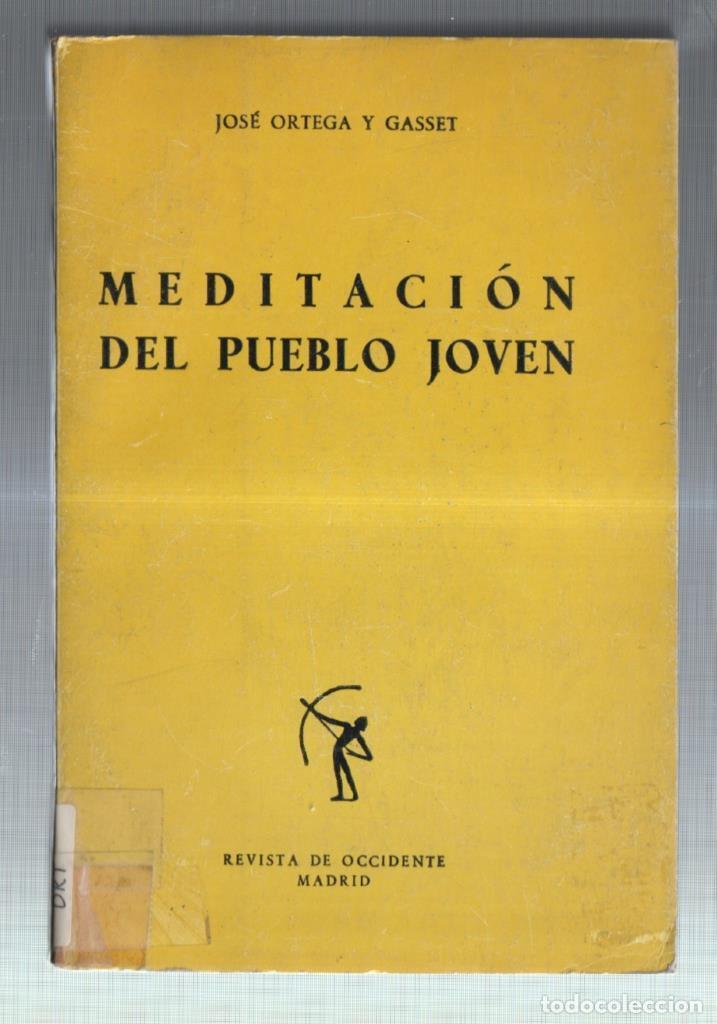 JOSÉ ORTEGA Y GASSET
MEDITACIÓN
DEL PUEBLO JOVEN
REVISTA DE OCCIDENTE
MADRID
todocoleccion